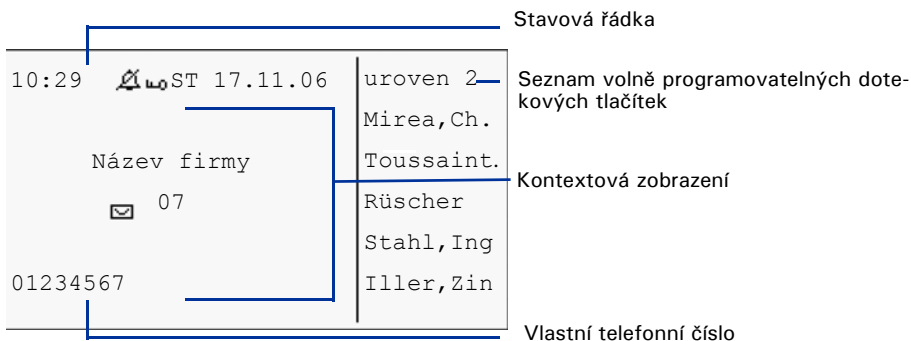 Stavová řádka
10:29 ST 17.11.06
uroven 2
Seznam volně programovatelných dote-
kových tlačítek
Mirea,Ch.
Název firmy
Toussaint.
Kontextová zobrazení
07
Rüscher
Stahl,Ing
01234567
Iller,Zin
Vlastní telefonní číslo